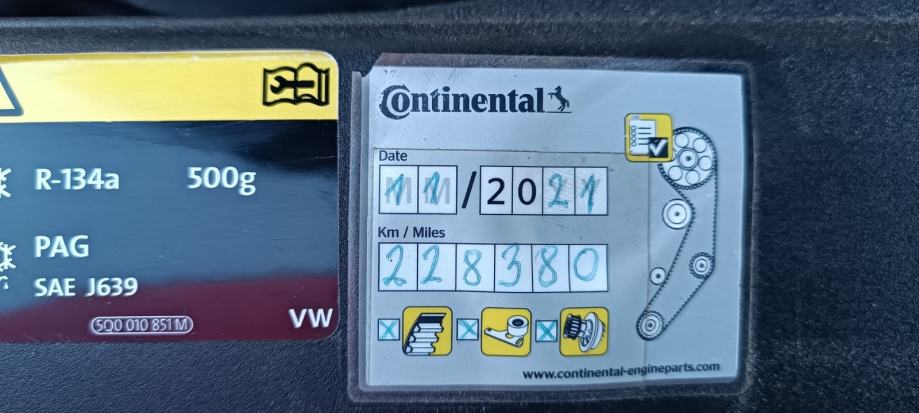 R-134a 500g
PAG
SAE J639
5Q0 010 851 M
VW
Continental
Date
11/2021
Km / Miles
228380
www.continental-engineparts.com